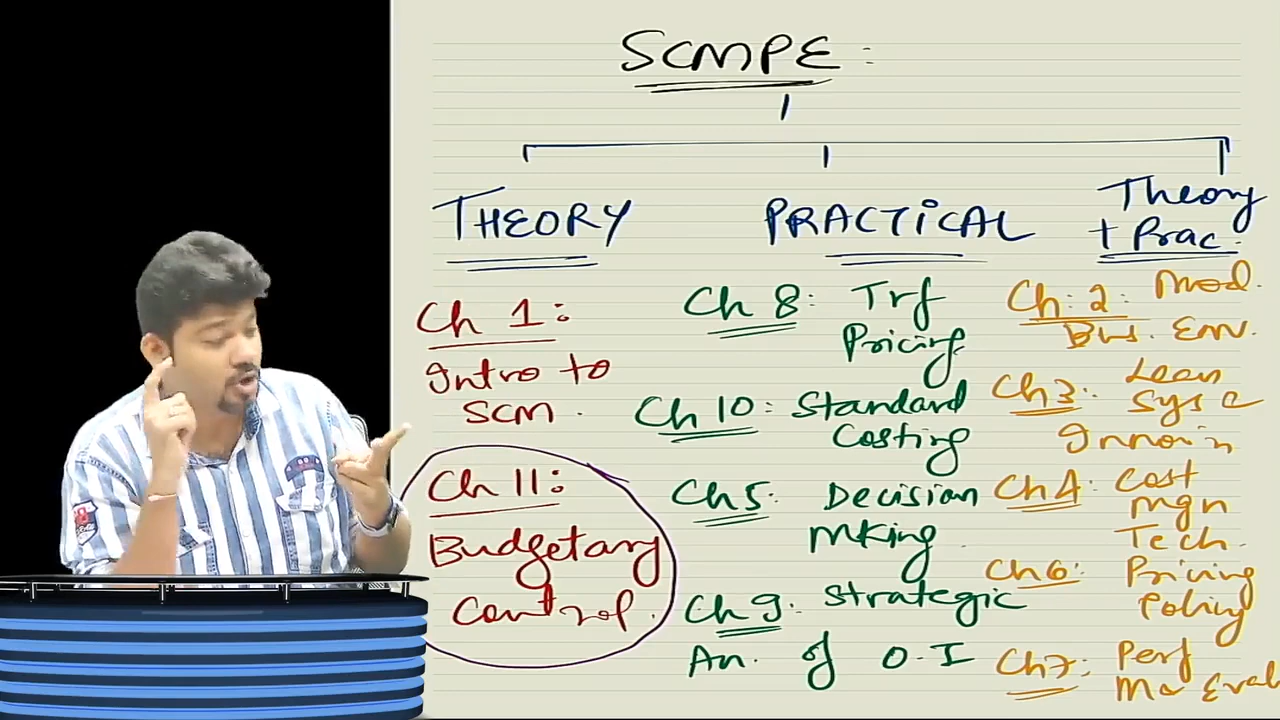 SCMPE:
THEORY
Ch 1:
Intro to
SCM.
Ch 11:
Budgetary
Control.
PRACTICAL
Ch 8: Trf
Pricing
Ch 10: Standard
Costing
Ch 5: Decision
Mking.
Ch 9: Strategic
An. of O.I
Theory
+ Prac.
Ch: 2: Mod.
Bus. Env.
Ch 3: Lean
Sys &
Innov'n
Ch 4: Cost
Mgn
Tech.
Ch 6: Pricing
Policy
Ch 7: Perf
Mr Eval